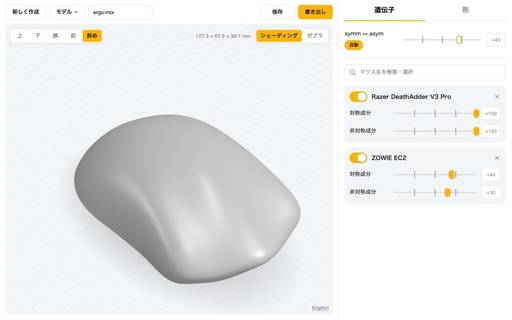 新しく作成
モデル
ergo-mix
保存
書き出し
上
下
横
前
斜め
127.3 × 67.9 × 39.7 mm
シェーディング
ゼブラ
English
遺伝子
形
symm ↔ asym
自動
+43
マウス名を検索・選択
Razer DeathAdder V3 Pro
対称成分
+100
非対称成分
+100
ZOWIE EC2
対称成分
+40
非対称成分
+30